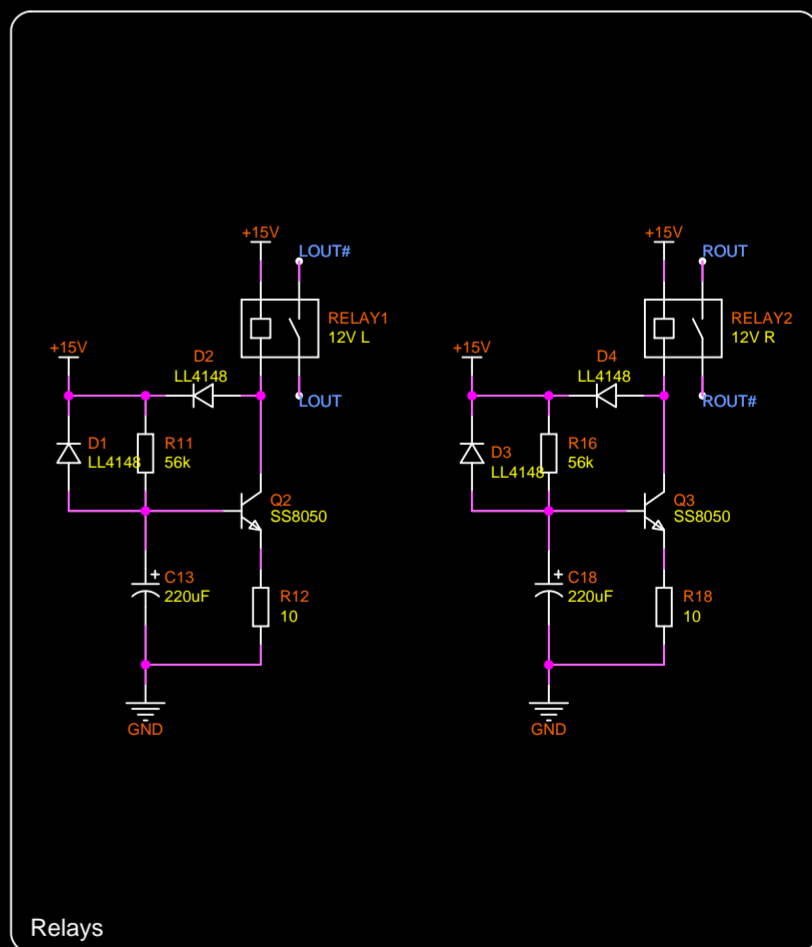 +15V
LOUT#
RELAY1
12V L
LOUT
+15V
D2
LL4148
D1
LL4148
R11
56k
Q2
SS8050
C13
+
220uF
R12
10
GND
+15V
ROUT
RELAY2
12V R
ROUT#
+15V
D4
LL4148
D3
LL4148
R16
56k
Q3
SS8050
C18
+
220uF
R18
10
GND
Relays